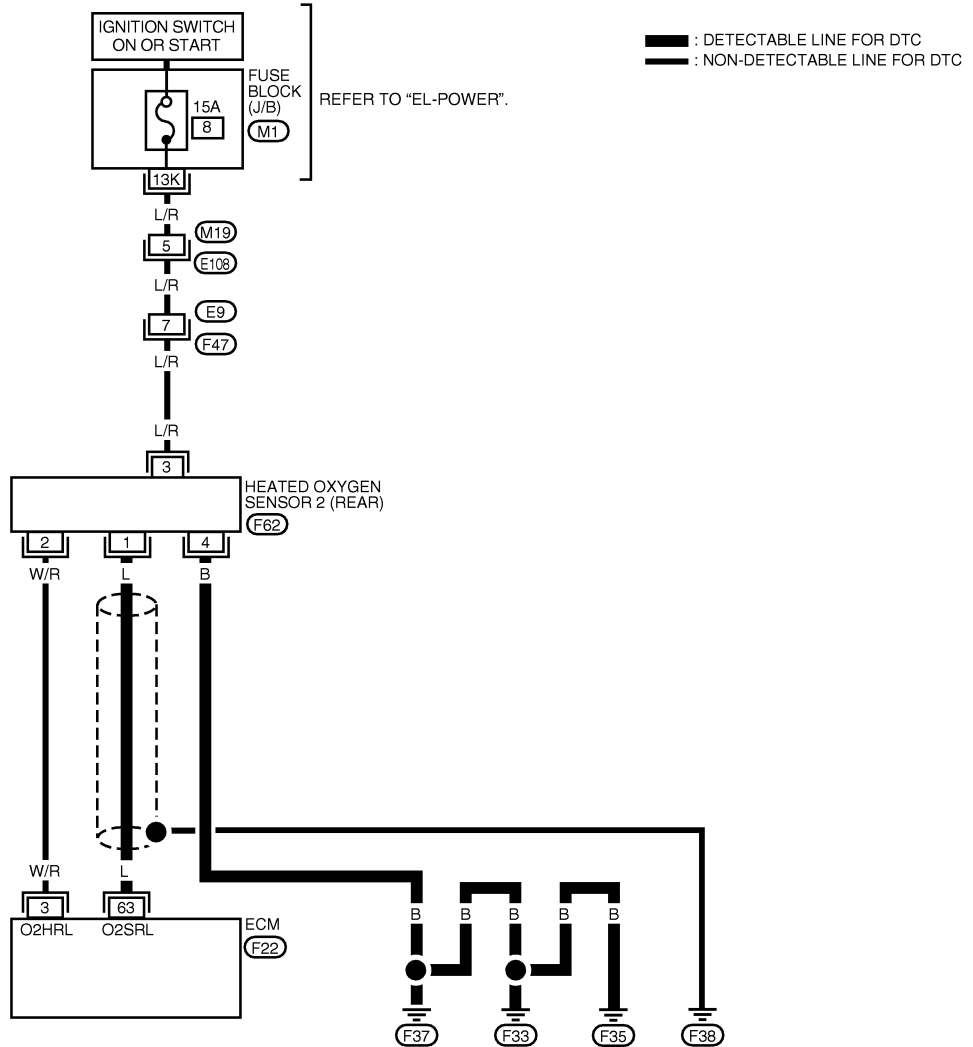 IGNITION SWITCH
ON OR START
: DETECTABLE LINE FOR DTC
: NON-DETECTABLE LINE FOR DTC
FUSE
BLOCK
(J/B)
M1
15A
8
REFER TO “EL-POWER”.
13K
L/R
5
M19
E108
L/R
7
E9
F47
L/R
L/R
3
HEATED OXYGEN
SENSOR 2 (REAR)
F62
2 1 4
W/R L B
W/R L
3 63
O2HRL O2SRL
ECM
F22
B B B B B
F37 F33 F35 F38